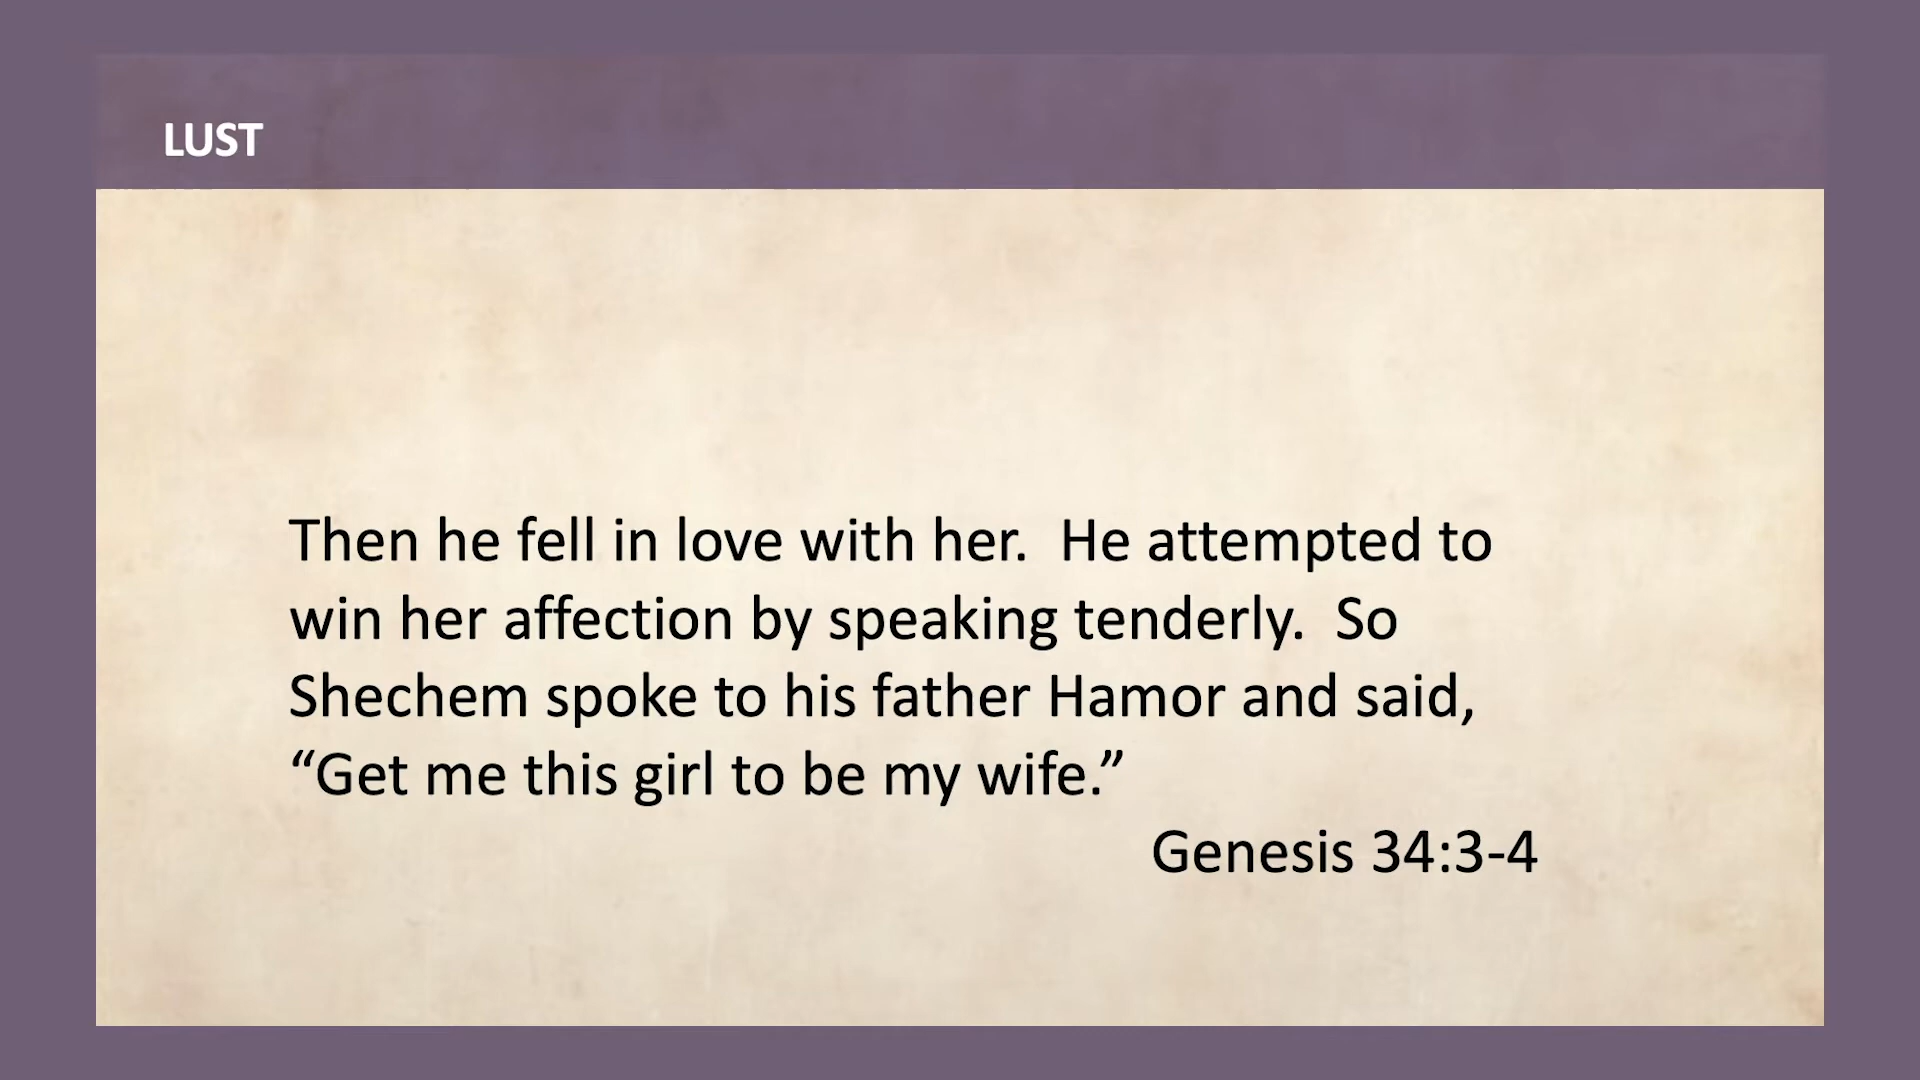 LUST
Then he fell in love with her.  He attempted to
win her affection by speaking tenderly.  So
Shechem spoke to his father Hamor and said,
“Get me this girl to be my wife.”
Genesis 34:3-4